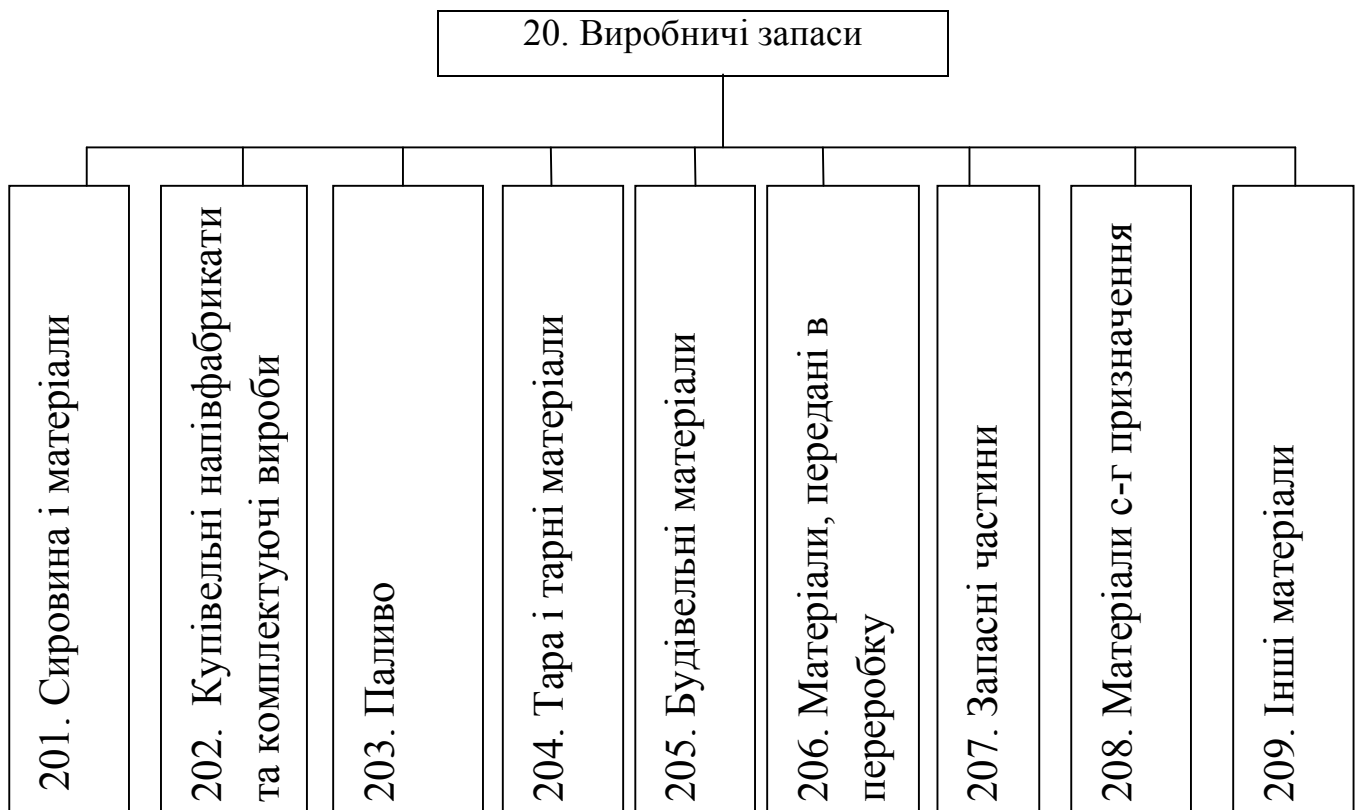 20. Виробничі запаси
201. Сировина і матеріали
202. Купівельні напівфабрикати
та комплектуючі вироби
203. Паливо
204. Тара і тарні матеріали
205. Будівельні матеріали
206. Матеріали, передані в
переробку
207. Запасні частини
208. Матеріали с-г призначення
209. Інші матеріали